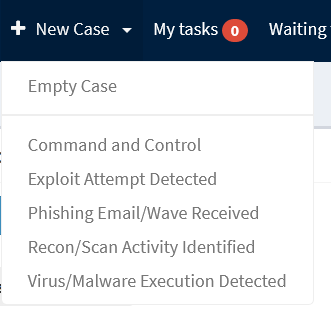 New Case
My tasks 0
Waiting
Empty Case
Command and Control
Exploit Attempt Detected
Phishing Email/Wave Received
Recon/Scan Activity Identified
Virus/Malware Execution Detected